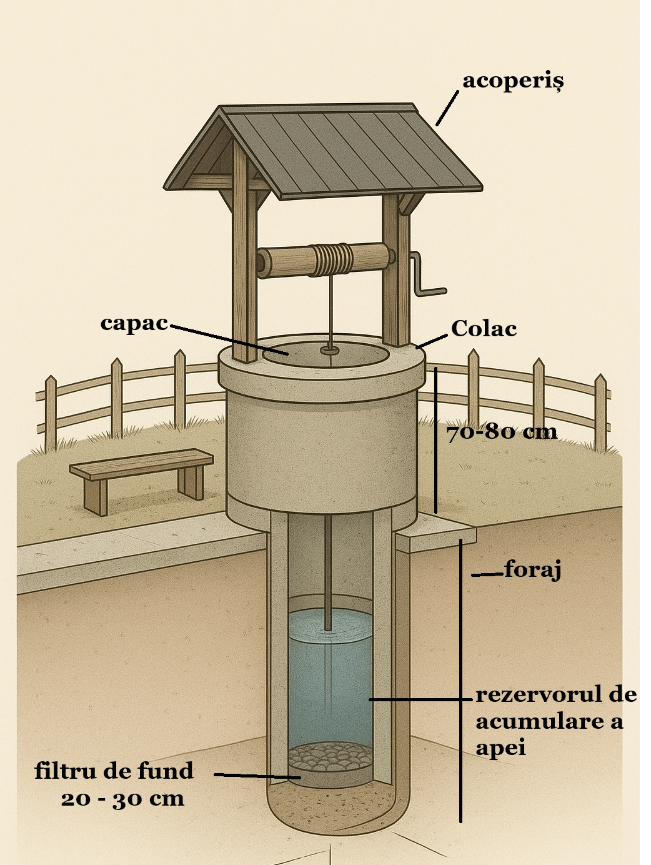 acoperiș
capac
Colac
70-80 cm
foraj
rezervorul de
acumulare a
apei
filtru de fund
20 - 30 cm